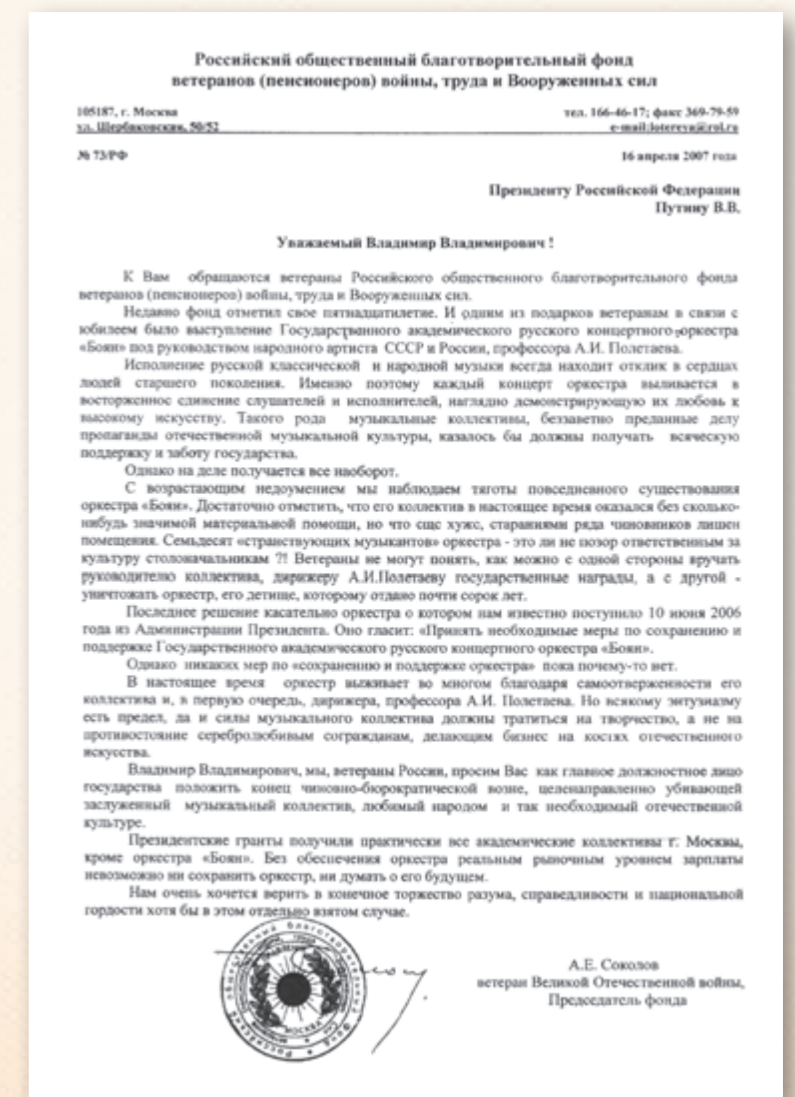 Российский общественный благотворительный фонд
ветеранов (пенсионеров) войны, труда и Вооруженных сил
105187, г. Москва
тел. 166-46-17; факс 369-79-59
ул. Щербаковская, 50/52
e-mail:lotereya@rol.ru
№ 73/РФ
16 апреля 2007 года
Президенту Российской Федерации
Путину В.В.
Уважаемый Владимир Владимирович !
К Вам обращаются ветераны Российского общественного благотворительного фонда
ветеранов (пенсионеров) войны, труда и Вооруженных сил.
Недавно фонд отметил свое пятнадцатилетие. И одним из подарков ветеранам в связи с
юбилеем было выступление Государственного академического русского концертного оркестра
«Боян» под руководством народного артиста СССР и России, профессора А.И. Полетаева.
Исполнение русской классической и народной музыки всегда находит отклик в сердцах
людей старшего поколения. Именно поэтому каждый концерт оркестра выливается в
восторженное единение слушателей и исполнителей, наглядно демонстрирующую их любовь к
высокому искусству. Такого рода музыкальные коллективы, беззаветно преданные делу
пропаганды отечественной музыкальной культуры, казалось бы должны получать всяческую
поддержку и заботу государства.
Однако на деле получается все наоборот.
С возрастающим недоумением мы наблюдаем тяготы повседневного существования
оркестра «Боян». Достаточно отметить, что его коллектив в настоящее время оказался без сколько-
нибудь значимой материальной помощи, но что еще хуже, стараниями ряда чиновников лишен
помещения. Семьдесят «странствующих музыкантов» оркестра - это ли не позор ответственным за
культуру столоначальникам ?! Ветераны не могут понять, как можно с одной стороны вручать
руководителю коллектива, дирижеру А.И.Полетаеву государственные награды, а с другой -
уничтожать оркестр, его детище, которому отдано почти сорок лет.
Последнее решение касательно оркестра о котором нам известно поступило 10 июня 2006
года из Администрации Президента. Оно гласит: «Принять необходимые меры по сохранению и
поддержке Государственного академического русского концертного оркестра «Боян».
Однако никаких мер по «сохранению и поддержке оркестра» пока почему-то нет.
В настоящее время оркестр выживает во многом благодаря самоотверженности его
коллектива и, в первую очередь, дирижера, профессора А.И. Полетаева. Но всякому энтузиазму
есть предел, да и силы музыкального коллектива должны тратиться на творчество, а не на
противостояние серебролюбивым согражданам, делающим бизнес на костях отечественного
искусства.
Владимир Владимирович, мы, ветераны России, просим Вас как главное должностное лицо
государства положить конец чиновно-бюрократической возне, целенаправленно убивающей
заслуженный музыкальный коллектив, любимый народом и так необходимый отечественной
культуре.
Президентские гранты получили практически все академические коллективы г. Москвы,
кроме оркестра «Боян». Без обеспечения оркестра реальным рыночным уровнем зарплаты
невозможно ни сохранить оркестр, ни думать о его будущем.
Нам очень хочется верить в конечное торжество разума, справедливости и национальной
гордости хотя бы в этом отдельно взятом случае.
А.Е. Соколов
ветеран Великой Отечественной войны,
Председатель фонда
Российский общественный благотворительный фонд
МОСКВА